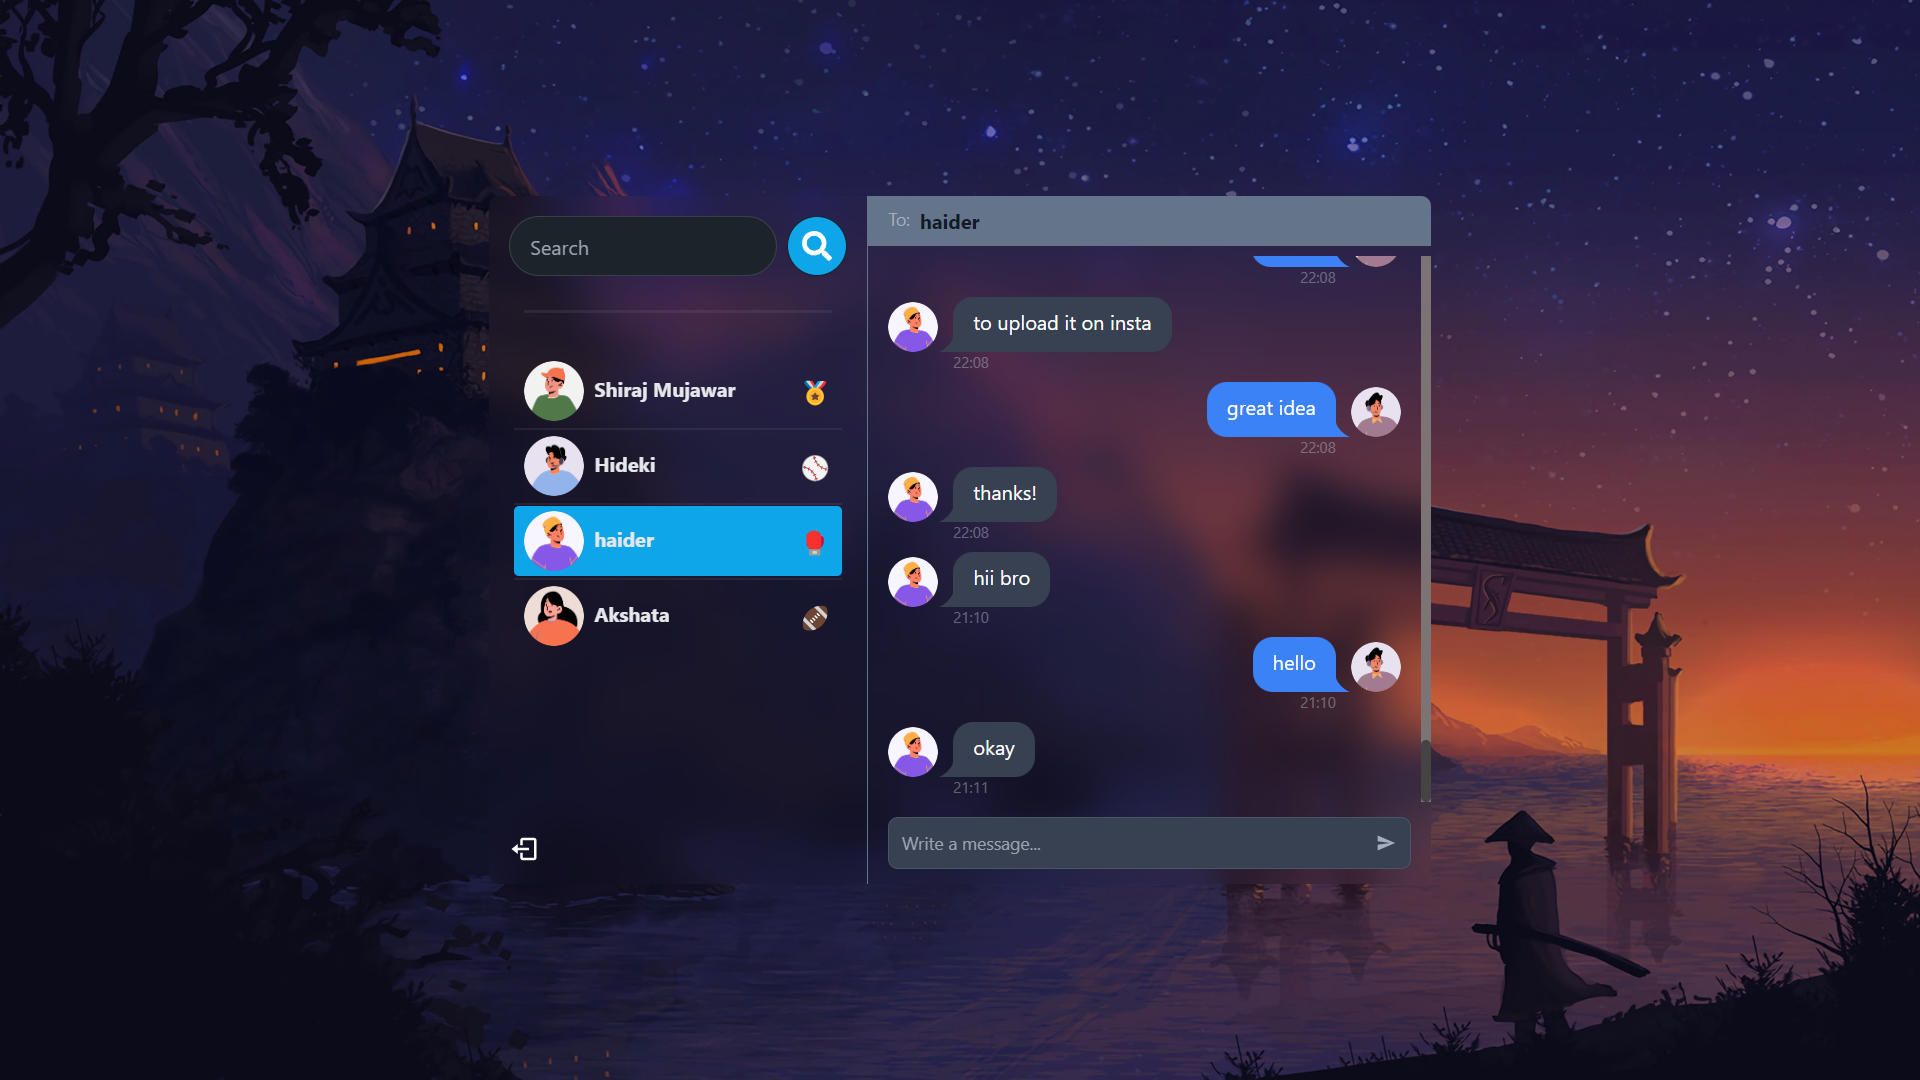 Search
Shiraj Mujawar
Hideki
haider
Akshata
To: haider
22:08
to upload it on insta
22:08
great idea
22:08
thanks!
22:08
hii bro
21:10
hello
21:10
okay
21:11
Write a message...